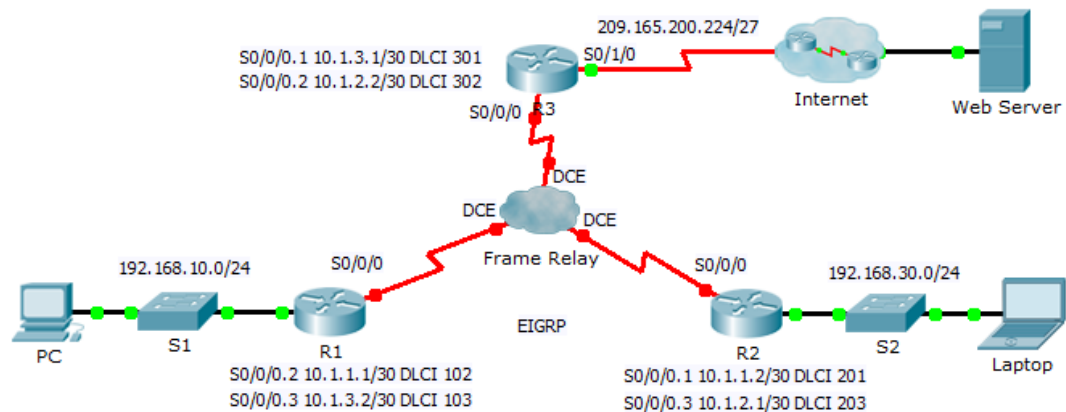 209.165.200.224/27
S0/0/0.1 10.1.3.1/30 DLCI 301
S0/0/0.2 10.1.2.2/30 DLCI 302
S0/1/0
Internet
Web Server
S0/0/0
R3
DCE
DCE
DCE
Frame Relay
192.168.10.0/24
S0/0/0
S0/0/0
192.168.30.0/24
PC
S1
R1
EIGRP
R2
S2
Laptop
S0/0/0.2 10.1.1.1/30 DLCI 102
S0/0/0.3 10.1.3.2/30 DLCI 103
S0/0/0.1 10.1.1.2/30 DLCI 201
S0/0/0.3 10.1.2.1/30 DLCI 203